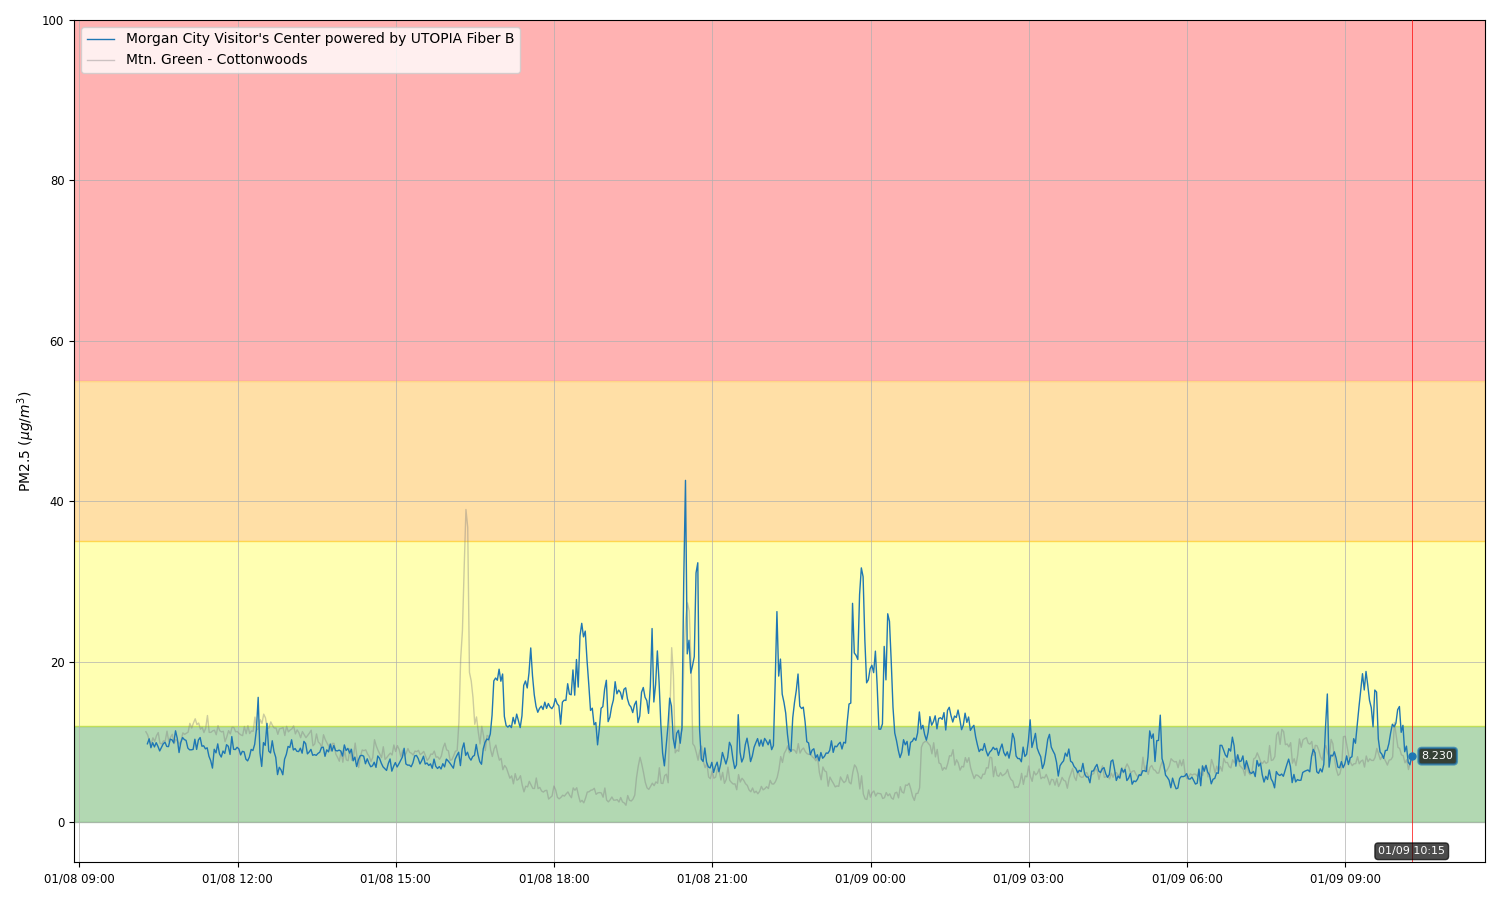 100
Morgan City Visitor's Center powered by UTOPIA Fiber B
Mtn. Green - Cottonwoods
80
60
PM2.5 (μg/m³)
40
20
8.230
0
01/09 10:15
01/08 09:00 01/08 12:00 01/08 15:00 01/08 18:00 01/08 21:00 01/09 00:00 01/09 03:00 01/09 06:00 01/09 09:00